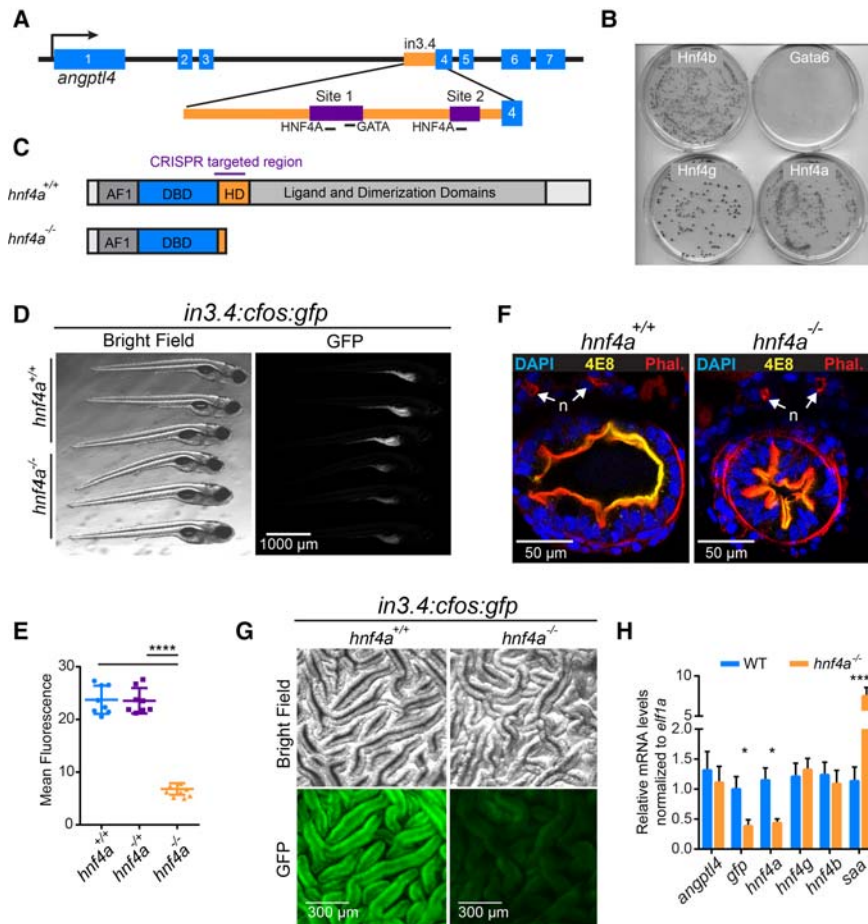 A
in3.4
1
2
3
4
5
6
7
angptl4
Site 1
Site 2
4
HNF4A
GATA
HNF4A
B
Hnf4b
Gata6
Hnf4g
Hnf4a
C
CRISPR targeted region
hnf4a+/+
AF1
DBD
HD
Ligand and Dimerization Domains
hnf4a-/-
AF1
DBD
D
in3.4:cfos:gfp
Bright Field
GFP
hnf4a+/+
hnf4a-/-
1000 µm
F
hnf4a+/+
hnf4a-/-
DAPI
4E8
Phal.
DAPI
4E8
Phal.
n
n
50 µm
50 µm
E
****
Mean Fluorescence
30
20
10
0
hnf4a+/+
hnf4a-/+
hnf4a-/-
G
in3.4:cfos:gfp
hnf4a+/+
hnf4a-/-
Bright Field
GFP
300 µm
300 µm
H
WT
hnf4a-/-
Relative mRNA levels
normalized to elf1a
10
5
1.5
1.0
0.5
0.0
*
*
***
angptl4
gfp
hnf4a
hnf4g
hnf4b
saa